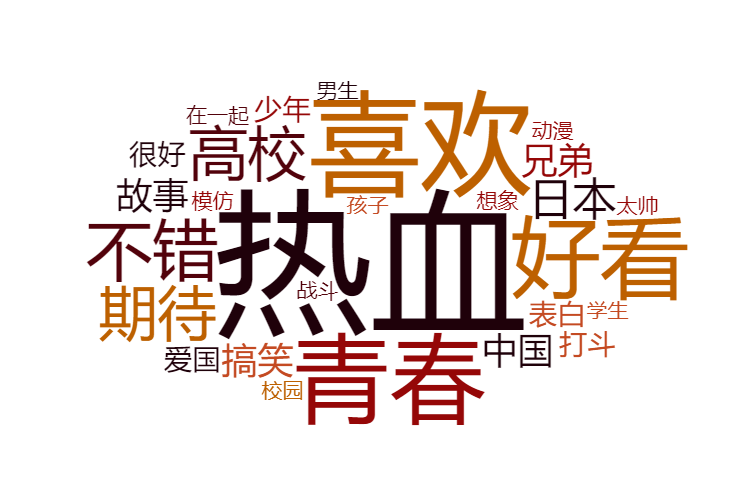 男生
在一起
少年
喜欢
动漫
很好
高校
兄弟
故事
模仿
孩子
想象
日本
太帅
不错
热血
好看
期待
战斗
表白
学生
爱国
搞笑
青春
中国
打斗
校园